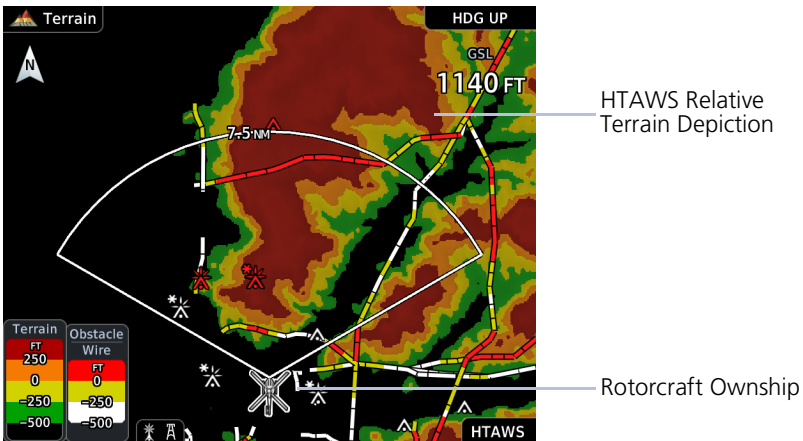 Terrain
HDG UP
N
GSL
1140 FT
7.5 NM
HTAWS Relative
Terrain Depiction
Terrain
FT
250
0
-250
-500
Obstacle
Wire
FT
0
-250
-500
HTAWS
Rotorcraft Ownship